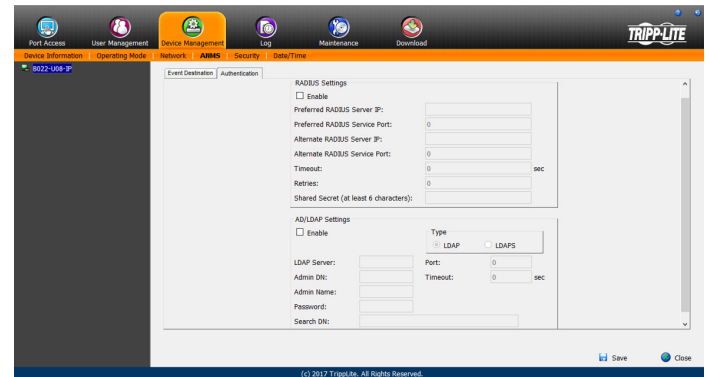 Port Access User Management Device Management Log Maintenance Download
TRIPP-LITE
Device Information Operating Mode Network ANMS Security Date/Time
B022-U08-IP
Event Destination Authentication
RADIUS Settings
Enable
Preferred RADIUS Server IP:
Preferred RADIUS Service Port: 0
Alternate RADIUS Server IP:
Alternate RADIUS Service Port: 0
Timeout: 0 sec
Retries: 0
Shared Secret (at least 6 characters):
AD/LDAP Settings
Enable
Type
LDAP LDAPS
LDAP Server: Port: 0
Admin DN: Timeout: 0 sec
Admin Name:
Password:
Search DN:
Save Close
(c) 2017 TrippLite. All Rights Reserved.